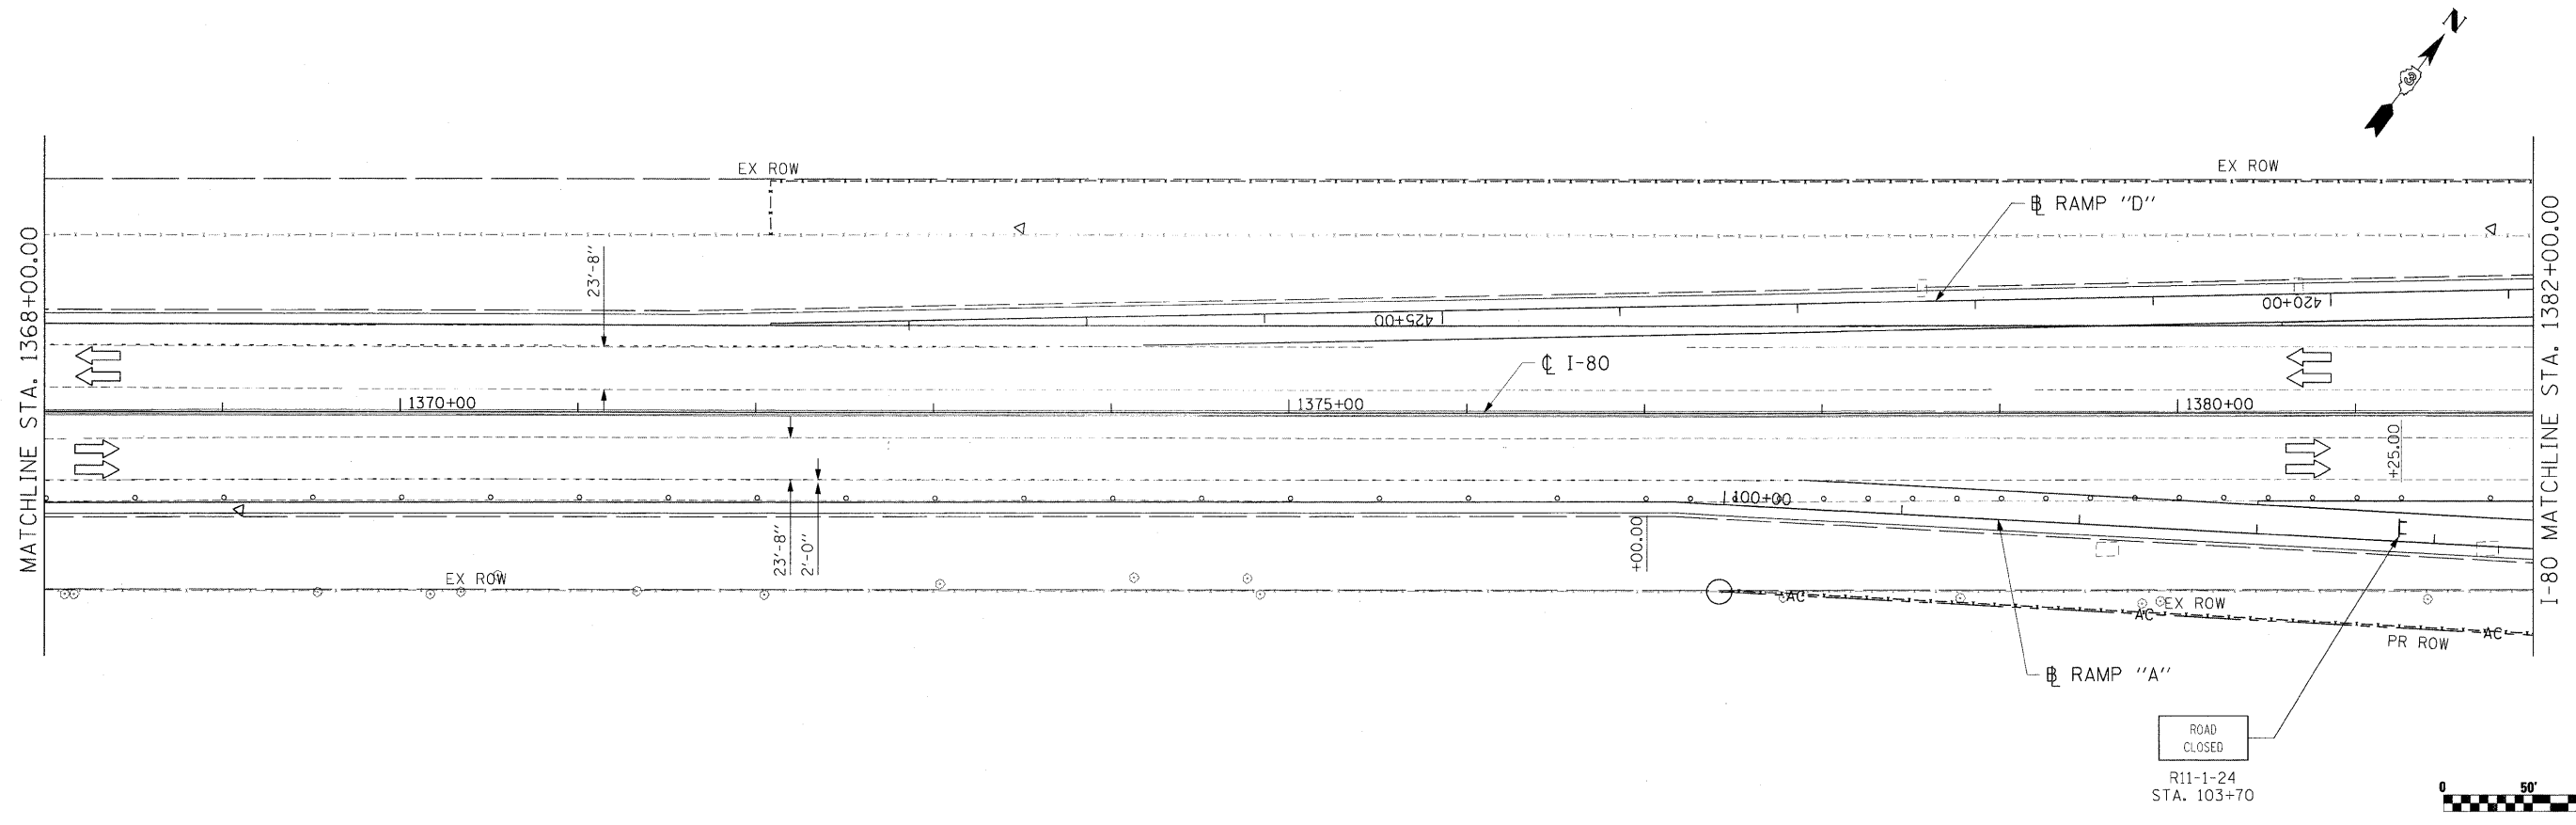 N
3
EX ROW
EX ROW
℄ I-80
B̶L RAMP "D"
MATCHLINE STA. 1368+00.00
I-80 MATCHLINE STA. 1382+00.00
23'-8"
425+00
420+00
1370+00
1375+00
1380+00
+25.00
100+00
23'-8"
2'-0"
+00.00
EX ROW
AC
EX ROW
AC
AC
PR ROW
B̶L RAMP "A"
ROAD
CLOSED
R11-1-24
STA. 103+70
0 50'